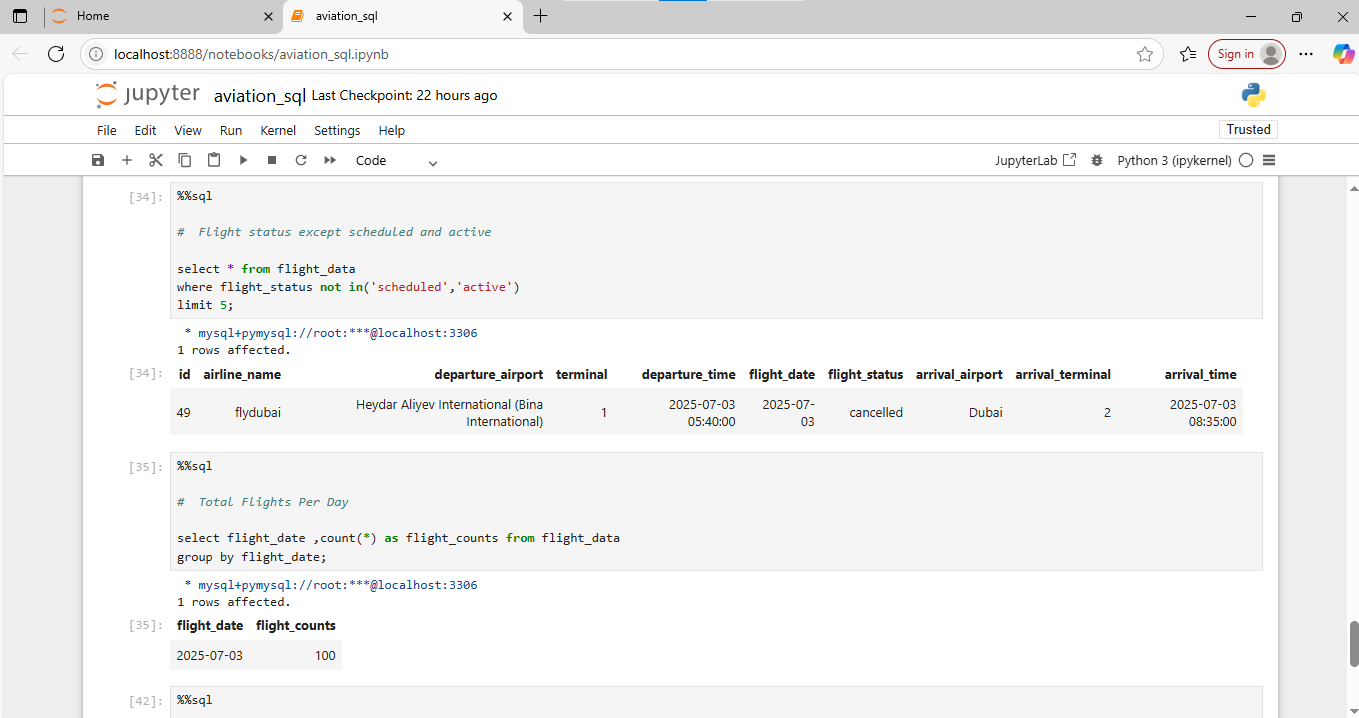 Home
aviation_sql
localhost:8888/notebooks/aviation_sql.ipynb
Sign in
jupyter aviation_sql Last Checkpoint: 22 hours ago
File Edit View Run Kernel Settings Help
Trusted
Code
JupyterLab
Python 3 (ipykernel)
[34]:
%%sql
# Flight status except scheduled and active
select * from flight_data
where flight_status not in('scheduled','active')
limit 5;
* mysql+pymysql://root:***@localhost:3306
1 rows affected.
[34]:
id airline_name departure_airport terminal departure_time flight_date flight_status arrival_airport arrival_terminal arrival_time
49 flydubai Heydar Aliyev International (Bina International) 1 2025-07-03 05:40:00 2025-07-03 cancelled Dubai 2 2025-07-03 08:35:00
[35]:
%%sql
# Total Flights Per Day
select flight_date ,count(*) as flight_counts from flight_data
group by flight_date;
* mysql+pymysql://root:***@localhost:3306
1 rows affected.
[35]:
flight_date flight_counts
2025-07-03 100
[42]:
%%sql